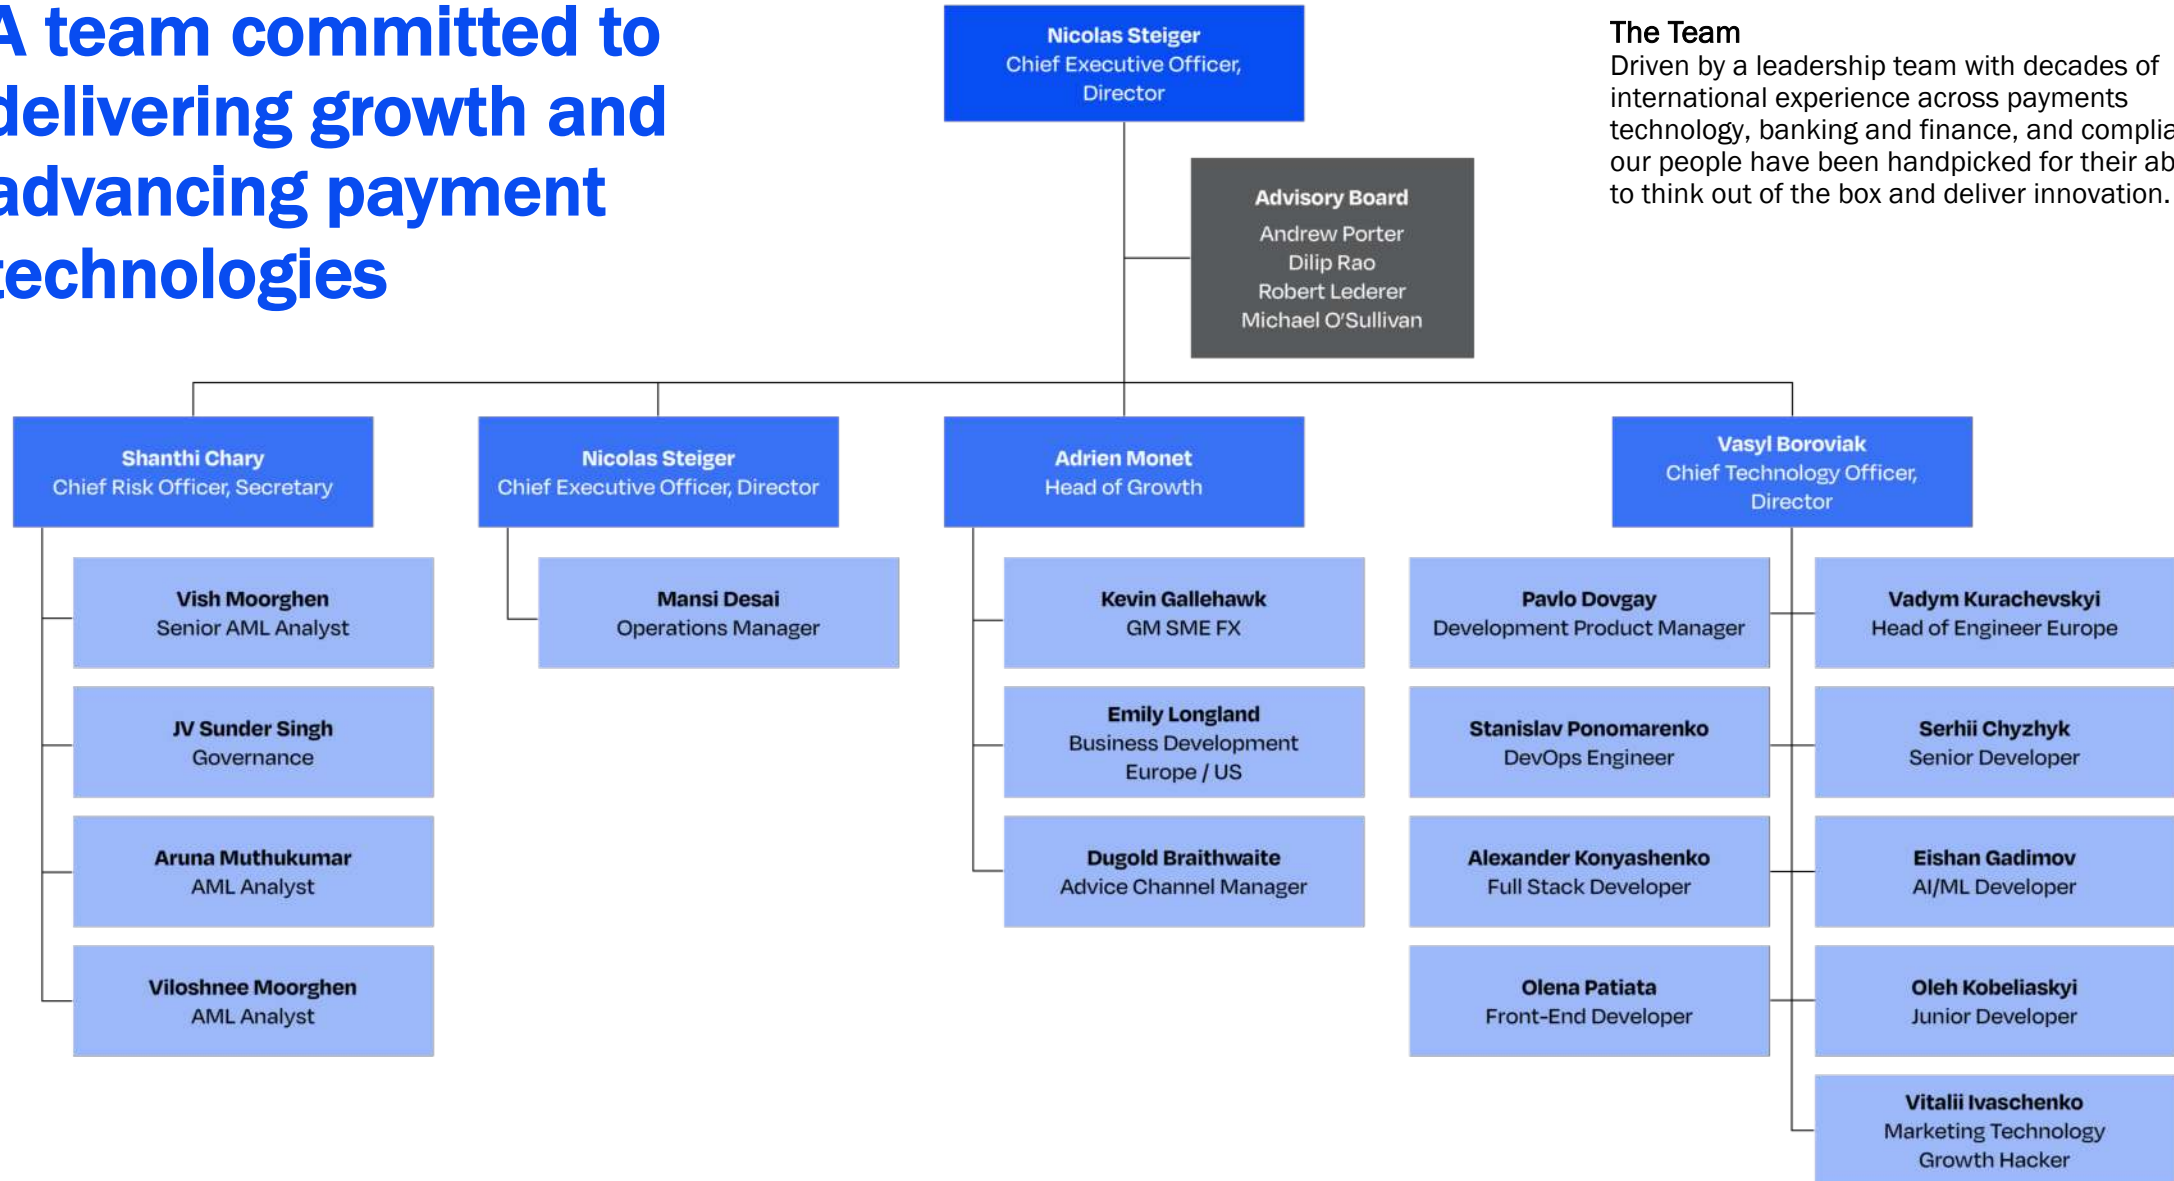 A team committed to
delivering growth and
advancing payment
technologies
Nicolas Steiger
Chief Executive Officer,
Director
The Team
Driven by a leadership team with decades of
international experience across payments
technology, banking and finance, and
our people have been handpicked for their
to think out of the box and deliver innovation.
Advisory Board
Andrew Porter
Dilip Rao
Robert Lederer
Michael O'Sullivan
Shanthi Chary
Chief Risk Officer, Secretary
Vish Moorghen
Senior AML Analyst
JV Sunder Singh
Governance
Aruna Muthukumar
AML Analyst
Viloshnee Moorghen
AML Analyst
Nicolas Steiger
Chief Executive Officer, Director
Mansi Desai
Operations Manager
Adrien Monet
Head of Growth
Kevin Gallehawk
GM SME FX
Emily Longland
Business Development
Europe / US
Dugold Braithwaite
Advice Channel Manager
Vasyl Boroviak
Chief Technology Officer,
Director
Pavlo Dovgay
Development Product Manager
Stanislav Ponomarenko
DevOps Engineer
Alexander Konyashenko
Full Stack Developer
Olena Patiata
Front-End Developer
Vadym Kurachevskyi
Head of Engineer Europe
Serhii Chyzhyk
Senior Developer
Eishan Gadimov
AI/ML Developer
Oleh Kobeliaskyi
Junior Developer
Vitalii Ivaschenko
Marketing Technology
Growth Hacker